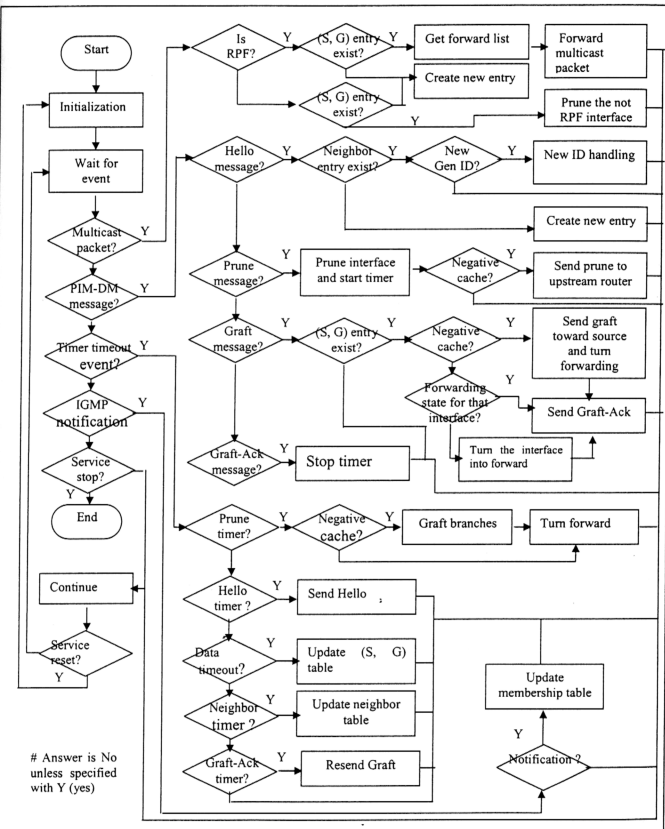 Start
Initialization
Wait for
event
Multicast
packet?
Y
PIM-DM
message?
Y
Timer timeout
event?
Y
IGMP
notification
Y
Service
stop?
Y
End
Continue
Service
reset?
Y
# Answer is No
unless specified
with Y (yes)
Is
RPF?
Y
(S, G) entry
exist?
Y
Get forward list
Forward
multicast
packet
Create new entry
(S, G) entry
exist?
Y
Prune the not
RPF interface
Hello
message?
Y
Neighbor
entry exist?
Y
New
Gen ID?
Y
New ID handling
Create new entry
Prune
message?
Y
Prune interface
and start timer
Negative
cache?
Y
Send prune to
upstream router
Graft
message?
Y
(S, G) entry
exist?
Y
Negative
cache?
Y
Send graft
toward source
and turn
forwarding
Forwarding
state for that
interface?
Y
Send Graft-Ack
Turn the interface
into forward
Graft-Ack
message?
Y
Stop timer
Prune
timer?
Y
Negative
cache?
Y
Graft branches
Turn forward
Hello
timer ?
Y
Send Hello
Data
timeout?
Y
Update (S, G)
table
Neighbor
timer ?
Y
Update neighbor
table
Graft-Ack
timer?
Y
Resend Graft
Update
membership table
Y
Notification ?